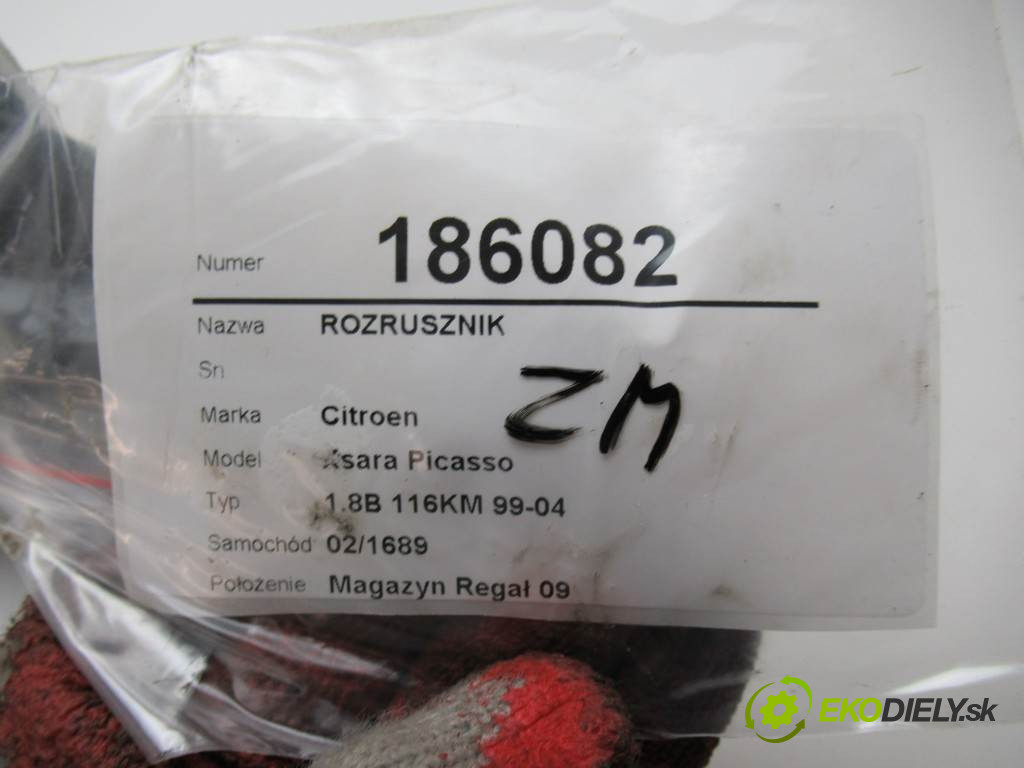 Numer 186082
Nazwa ROZRUSZNIK
Sn
ZM
Marka Citroen
Model Xsara Picasso
Typ 1.8B 116KM 99-04
Samochód 02/1689
Położenie Magazyn Regał 09
EKODIELY.sk